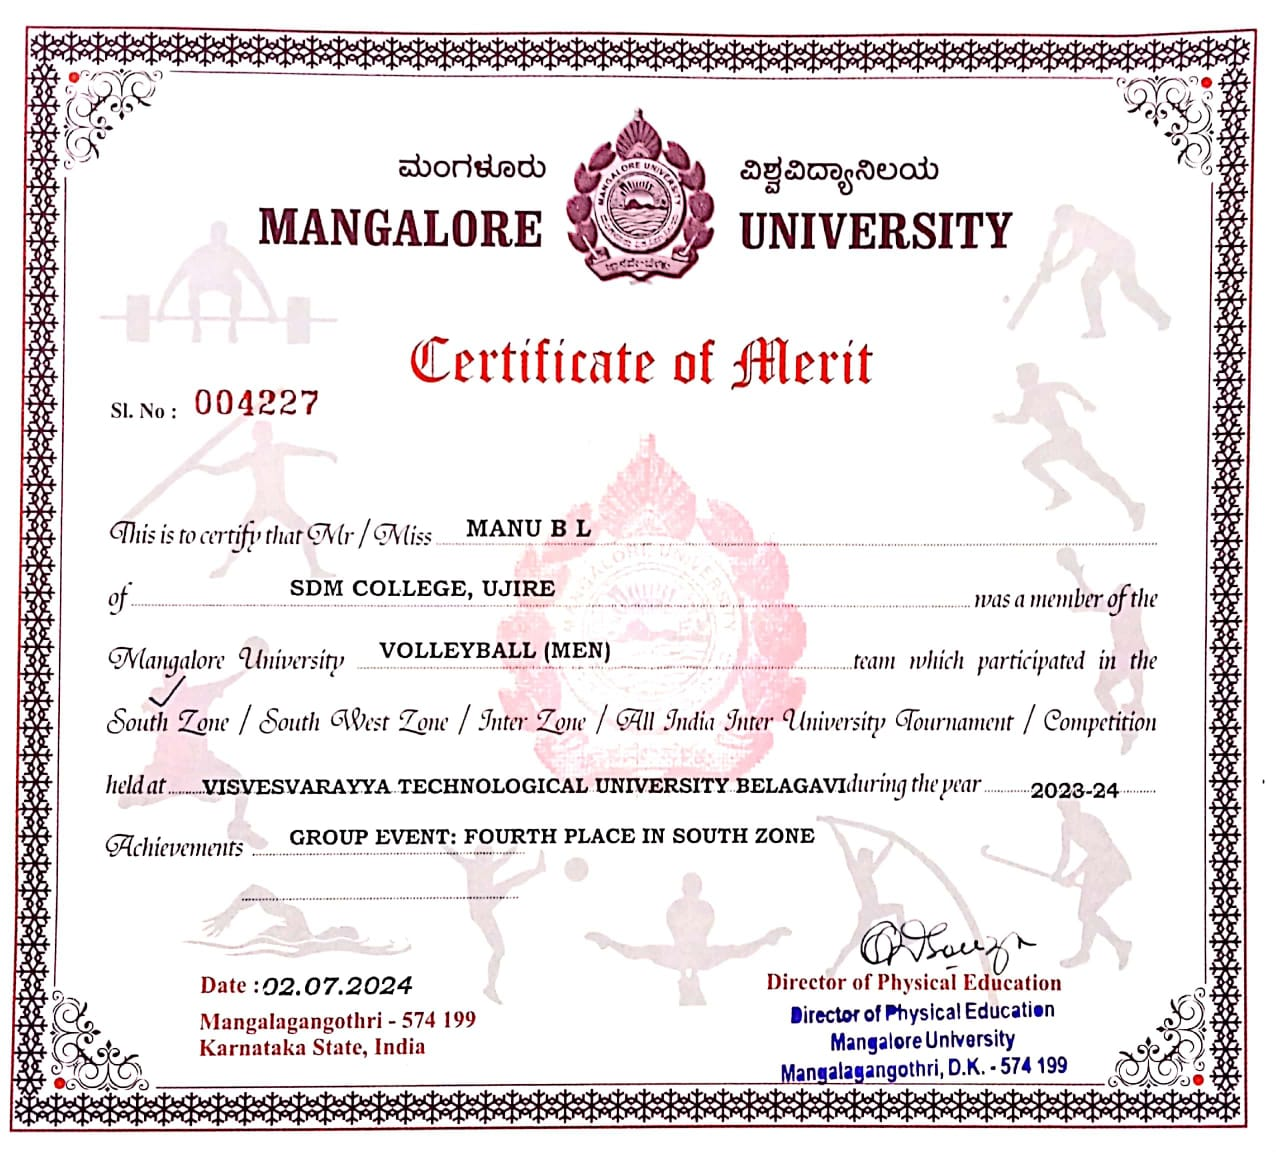 ಮಂಗಳೂರು ವಿಶ್ವವಿದ್ಯಾನಿಲಯ
MANGALORE UNIVERSITY
Certificate of Merit
Sl. No : 004227
This is to certify that Mr / Miss MANU B L
of SDM COLLEGE, UJIRE was a member of the
Mangalore University VOLLEYBALL (MEN) team which participated in the
South Zone / South West Zone / Inter Zone / All India Inter University Tournament / Competition
held at VISVESVARAYYA TECHNOLOGICAL UNIVERSITY BELAGAVI during the year 2023-24
Achievements GROUP EVENT: FOURTH PLACE IN SOUTH ZONE
Date : 02.07.2024
Mangalagangothri - 574 199
Karnataka State, India
Director of Physical Education
Director of Physical Education
Mangalore University
Mangalagangothri, D.K. - 574 199